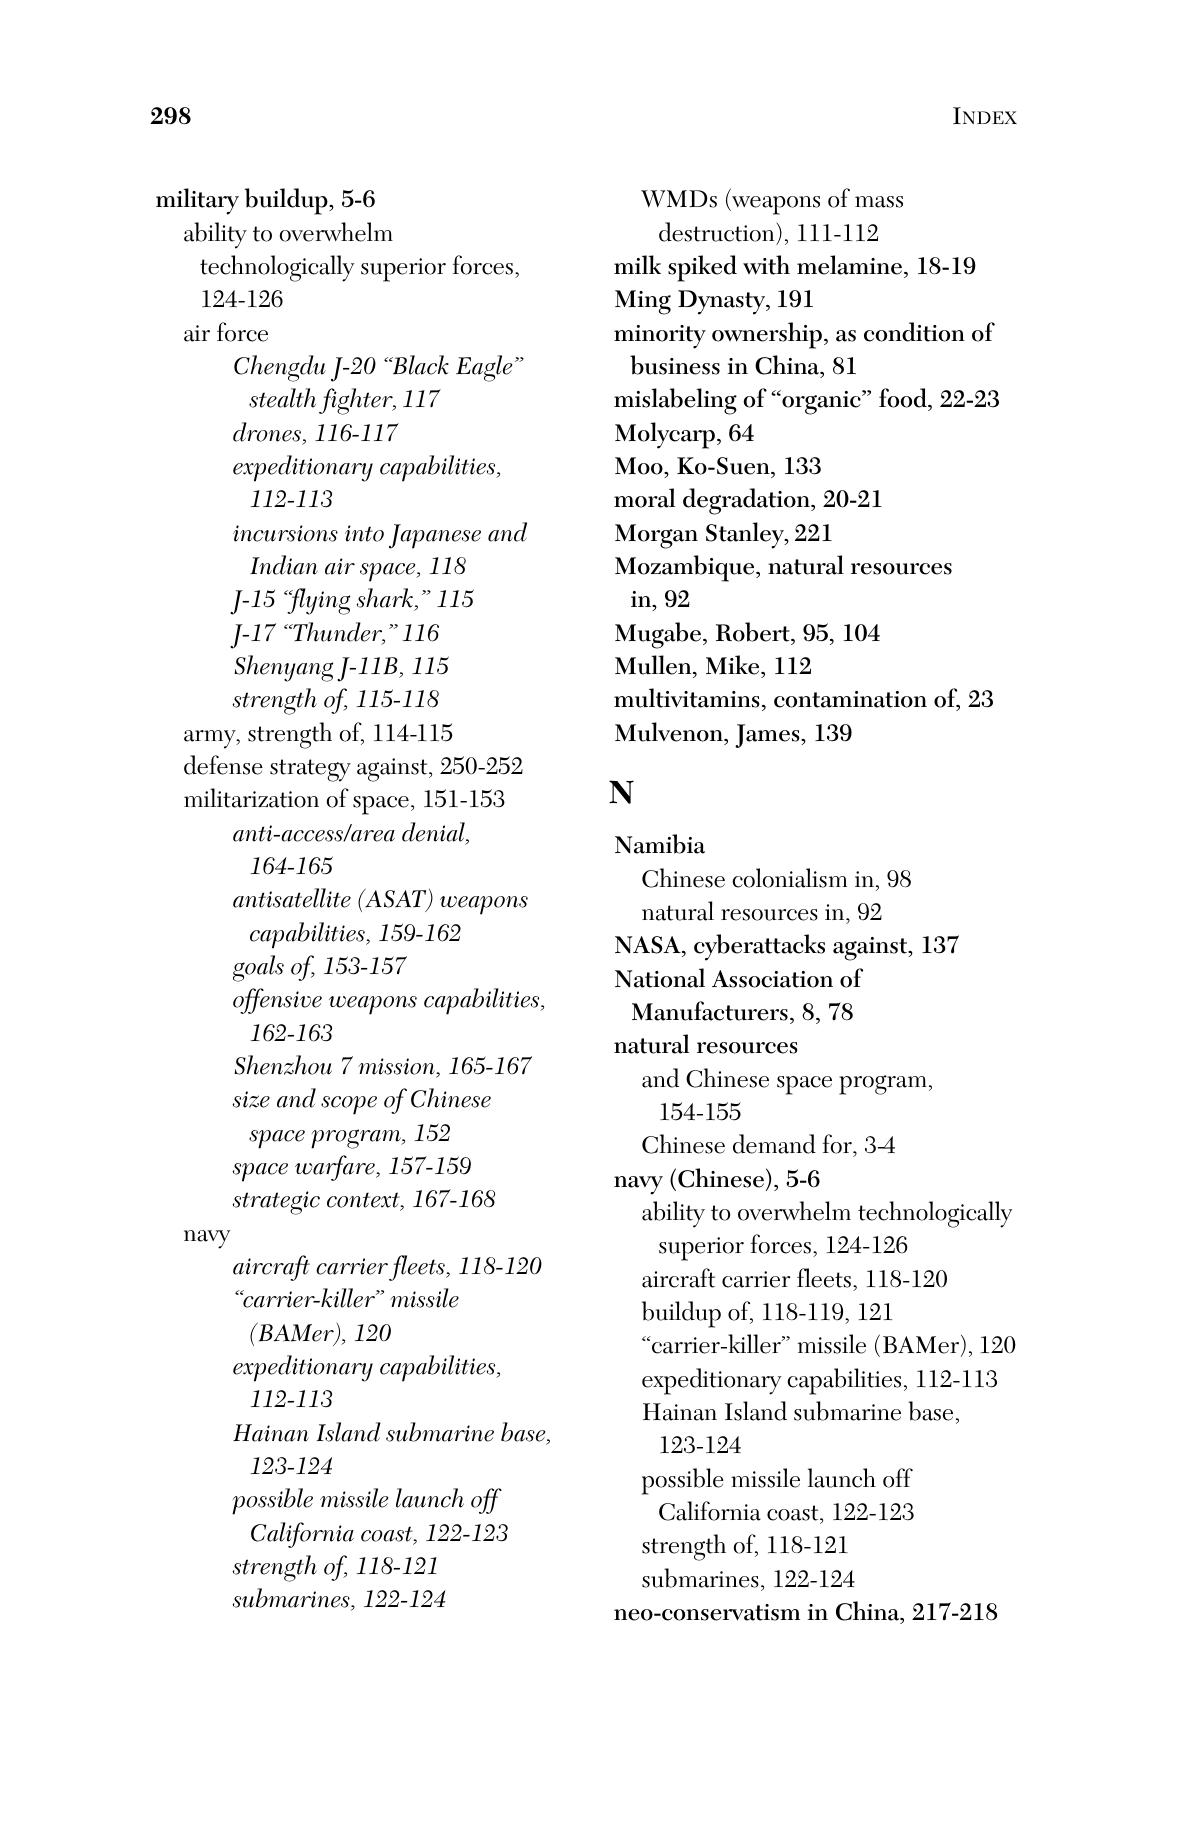 298
INDEX
military buildup, 5-6
ability to overwhelm
technologically superior forces,
124-126
air force
Chengdu J-20 “Black Eagle”
stealth fighter, 117
drones, 116-117
expeditionary capabilities,
112-113
incursions into Japanese and
Indian air space, 118
J-15 “flying shark,” 115
J-17 “Thunder,” 116
Shenyang J-11B, 115
strength of, 115-118
army, strength of, 114-115
defense strategy against, 250-252
militarization of space, 151-153
anti-access/area denial,
164-165
antisatellite (ASAT) weapons
capabilities, 159-162
goals of, 153-157
offensive weapons capabilities,
162-163
Shenzhou 7 mission, 165-167
size and scope of Chinese
space program, 152
space warfare, 157-159
strategic context, 167-168
navy
aircraft carrier fleets, 118-120
“carrier-killer” missile
(BAMer), 120
expeditionary capabilities,
112-113
Hainan Island submarine base,
123-124
possible missile launch off
California coast, 122-123
strength of, 118-121
submarines, 122-124
WMDs (weapons of mass
destruction), 111-112
milk spiked with melamine, 18-19
Ming Dynasty, 191
minority ownership, as condition of
business in China, 81
mislabeling of “organic” food, 22-23
Molycarp, 64
Moo, Ko-Suen, 133
moral degradation, 20-21
Morgan Stanley, 221
Mozambique, natural resources
in, 92
Mugabe, Robert, 95, 104
Mullen, Mike, 112
multivitamins, contamination of, 23
Mulvenon, James, 139
N
Namibia
Chinese colonialism in, 98
natural resources in, 92
NASA, cyberattacks against, 137
National Association of
Manufacturers, 8, 78
natural resources
and Chinese space program,
154-155
Chinese demand for, 3-4
navy (Chinese), 5-6
ability to overwhelm technologically
superior forces, 124-126
aircraft carrier fleets, 118-120
buildup of, 118-119, 121
“carrier-killer” missile (BAMer), 120
expeditionary capabilities, 112-113
Hainan Island submarine base,
123-124
possible missile launch off
California coast, 122-123
strength of, 118-121
submarines, 122-124
neo-conservatism in China, 217-218